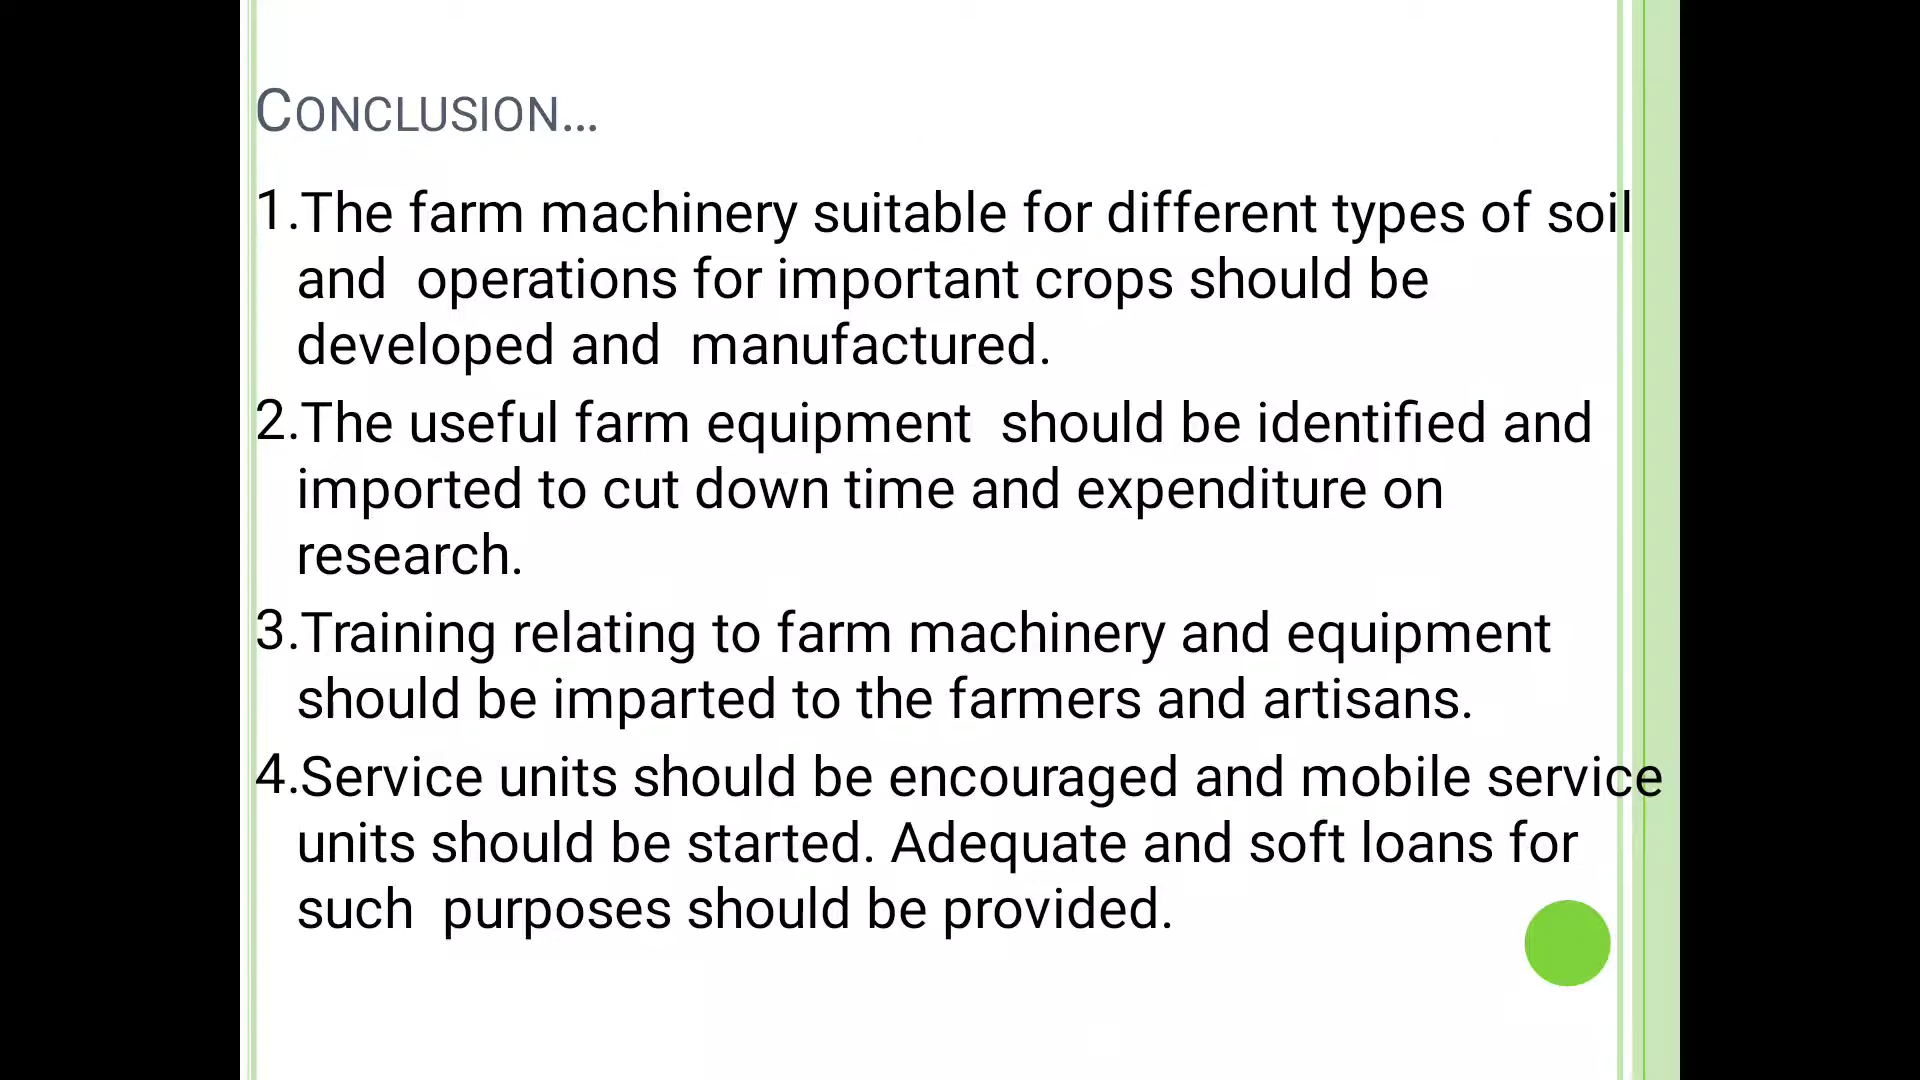 CONCLUSION…
1.The farm machinery suitable for different types of soil
and  operations for important crops should be
developed and  manufactured.
2.The useful farm equipment  should be identified and
imported to cut down time and expenditure on
research.
3.Training relating to farm machinery and equipment
should be imparted to the farmers and artisans.
4.Service units should be encouraged and mobile service
units should be started. Adequate and soft loans for
such  purposes should be provided.